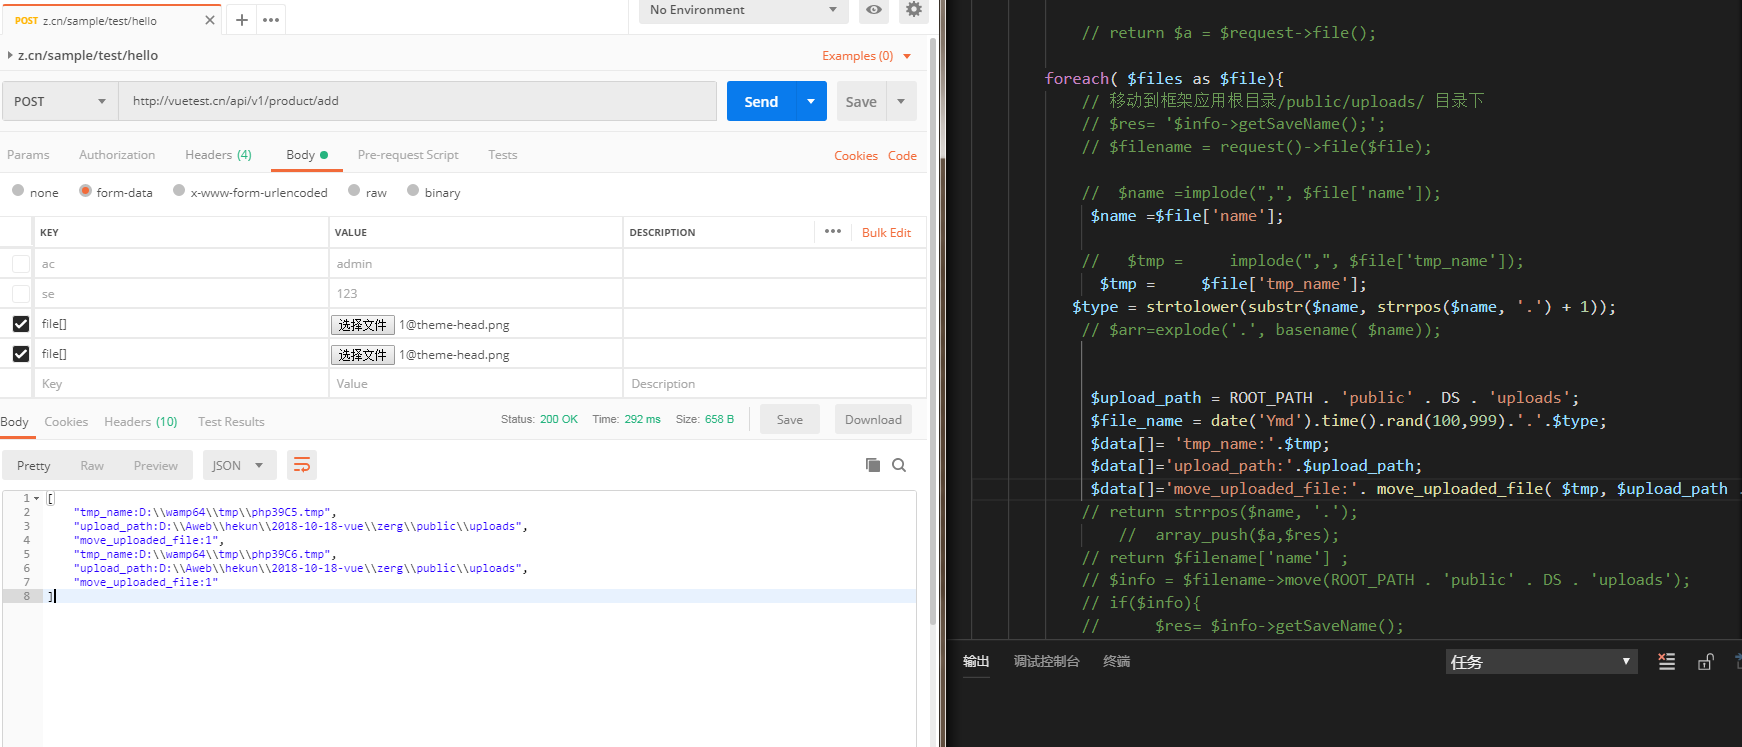 POST z.cn/sample/test/hello
No Environment
z.cn/sample/test/hello
Examples (0)
POST
http://vuetest.cn/api/v1/product/add
Send
Save
Params Authorization Headers (4) Body Pre-request Script Tests
Cookies Code
none form-data x-www-form-urlencoded raw binary
KEY VALUE DESCRIPTION
Bulk Edit
ac admin
se 123
file[] 选择文件 1@theme-head.png
file[] 选择文件 1@theme-head.png
Key Value Description
Body Cookies Headers (10) Test Results
Status: 200 OK Time: 292 ms Size: 658 B
Save Download
Pretty Raw Preview JSON
1 [
2 "tmp_name:D:\\wamp64\\tmp\\php39C5.tmp",
3 "upload_path:D:\\Aweb\\hekun\\2018-10-18-vue\\zerg\\public\\uploads",
4 "move_uploaded_file:1",
5 "tmp_name:D:\\wamp64\\tmp\\php39C6.tmp",
6 "upload_path:D:\\Aweb\\hekun\\2018-10-18-vue\\zerg\\public\\uploads",
7 "move_uploaded_file:1"
8 ]
// return $a = $request->file();
foreach( $files as $file){
// 移动到框架应用根目录/public/uploads/ 目录下
// $res= '$info->getSaveName();';
// $filename = request()->file($file);
//  $name =implode(",", $file['name']);
$name =$file['name'];
//   $tmp =     implode(",", $file['tmp_name']);
$tmp =     $file['tmp_name'];
$type = strtolower(substr($name, strrpos($name, '.') + 1));
// $arr=explode('.', basename( $name));
$upload_path = ROOT_PATH . 'public' . DS . 'uploads';
$file_name = date('Ymd').time().rand(100,999).'.'.$type;
$data[]= 'tmp_name:'.$tmp;
$data[]='upload_path:'.$upload_path;
$data[]='move_uploaded_file:'. move_uploaded_file( $tmp, $upload_path .
// return strrpos($name, '.');
//  array_push($a,$res);
// return $filename['name'] ;
// $info = $filename->move(ROOT_PATH . 'public' . DS . 'uploads');
// if($info){
//      $res= $info->getSaveName();
输出 调试控制台 终端
任务